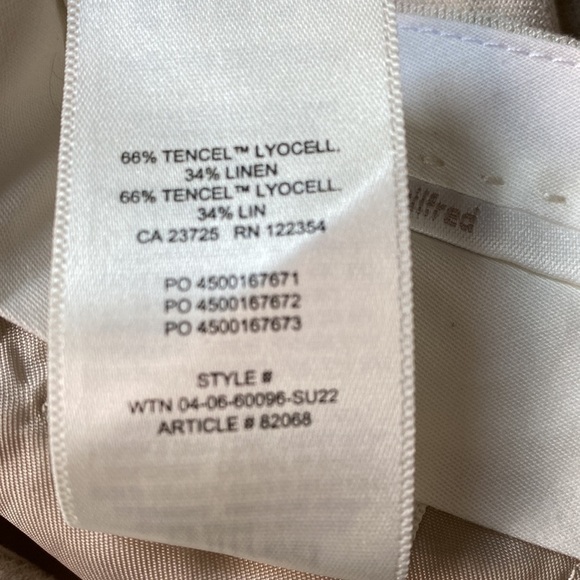 66% TENCEL™ LYOCELL.
34% LINEN
66% TENCEL™ LYOCELL.
34% LIN
CA 23725 RN 122354
PO 4500167671
PO 4500167672
PO 4500167673
STYLE #
WTN 04-06-60096-SU22
ARTICLE # 82068